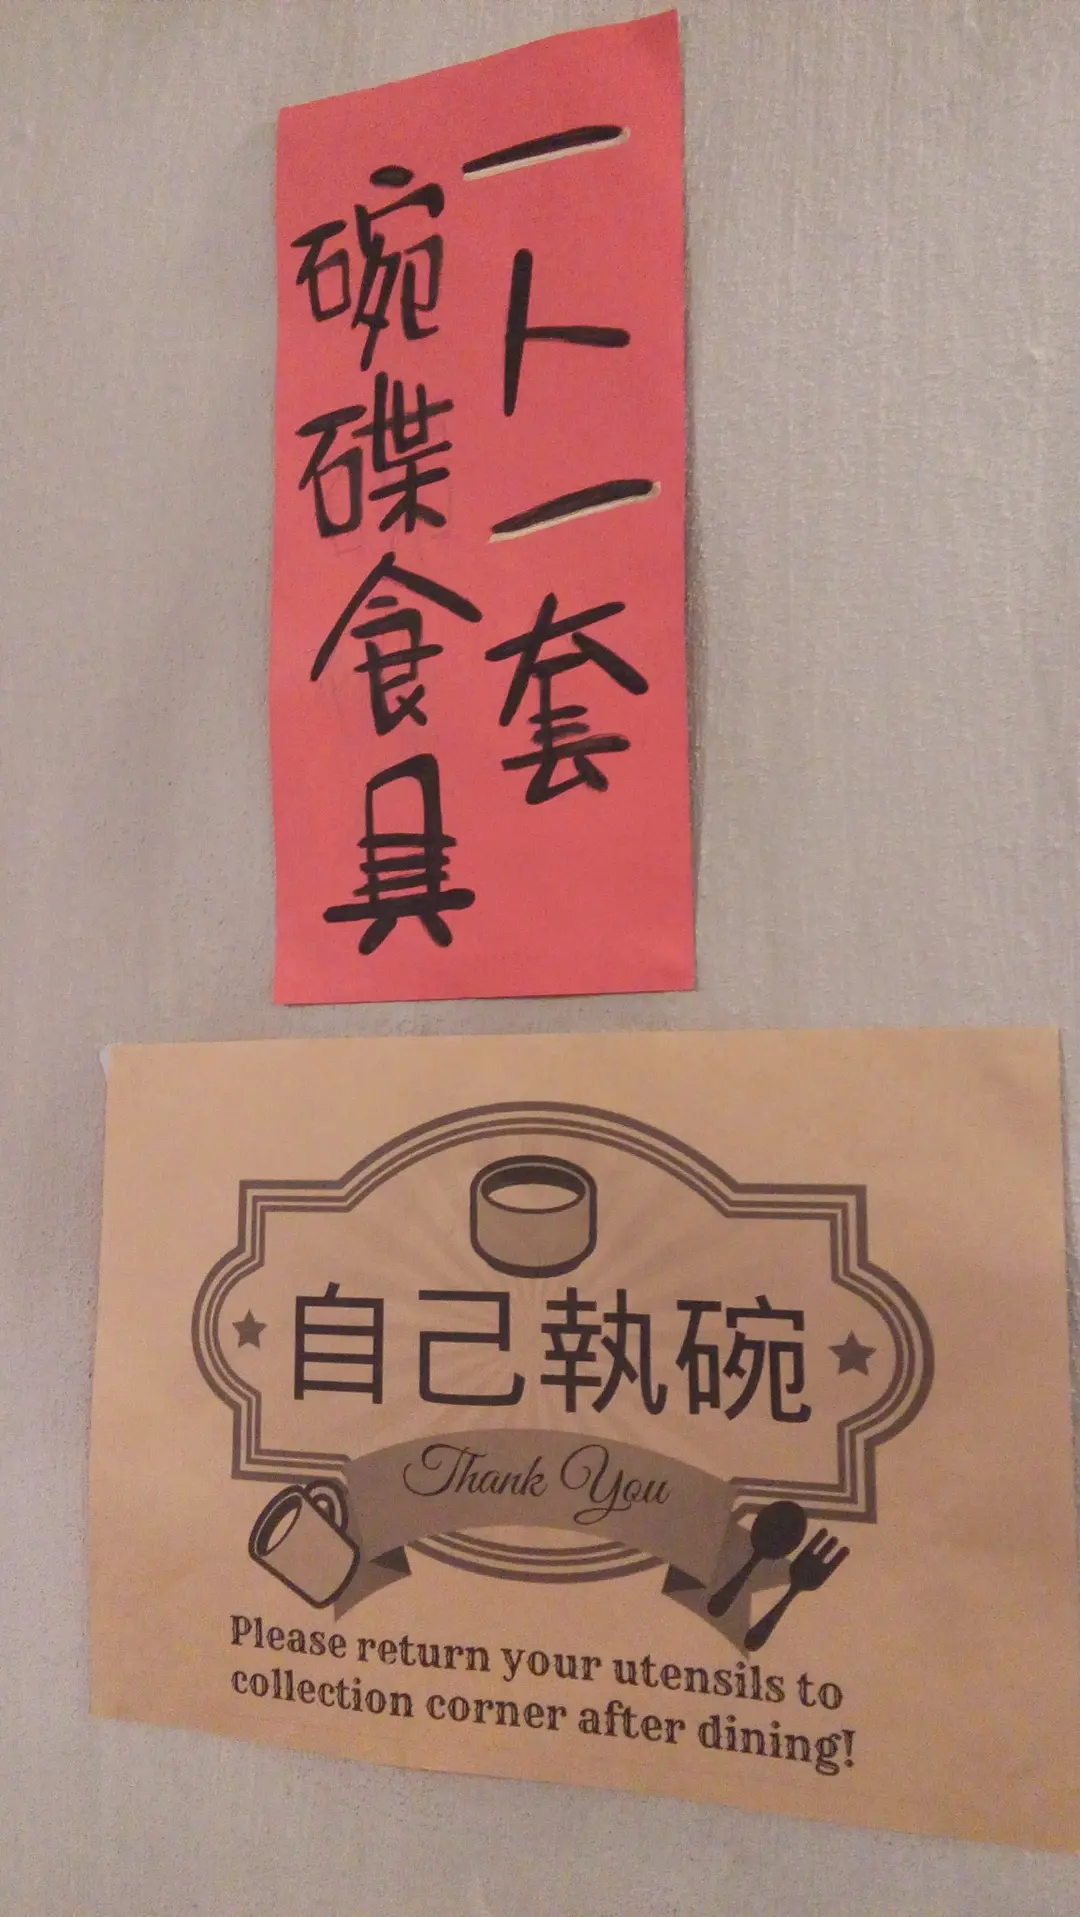 一人一套
碗碟食具
自己執碗
Thank You
Please return your utensils to
collection corner after dining!